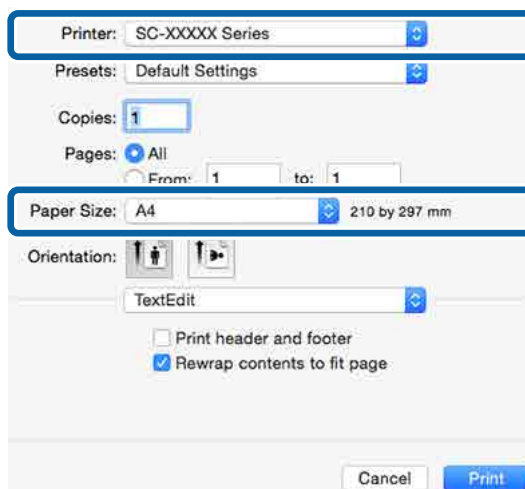 Printer: SC-XXXXX Series
Presets: Default Settings
Copies: 1
Pages: All
From: 1 to: 1
Paper Size: A4 210 by 297 mm
Orientation:
TextEdit
Print header and footer
Rewrap contents to fit page
Cancel Print